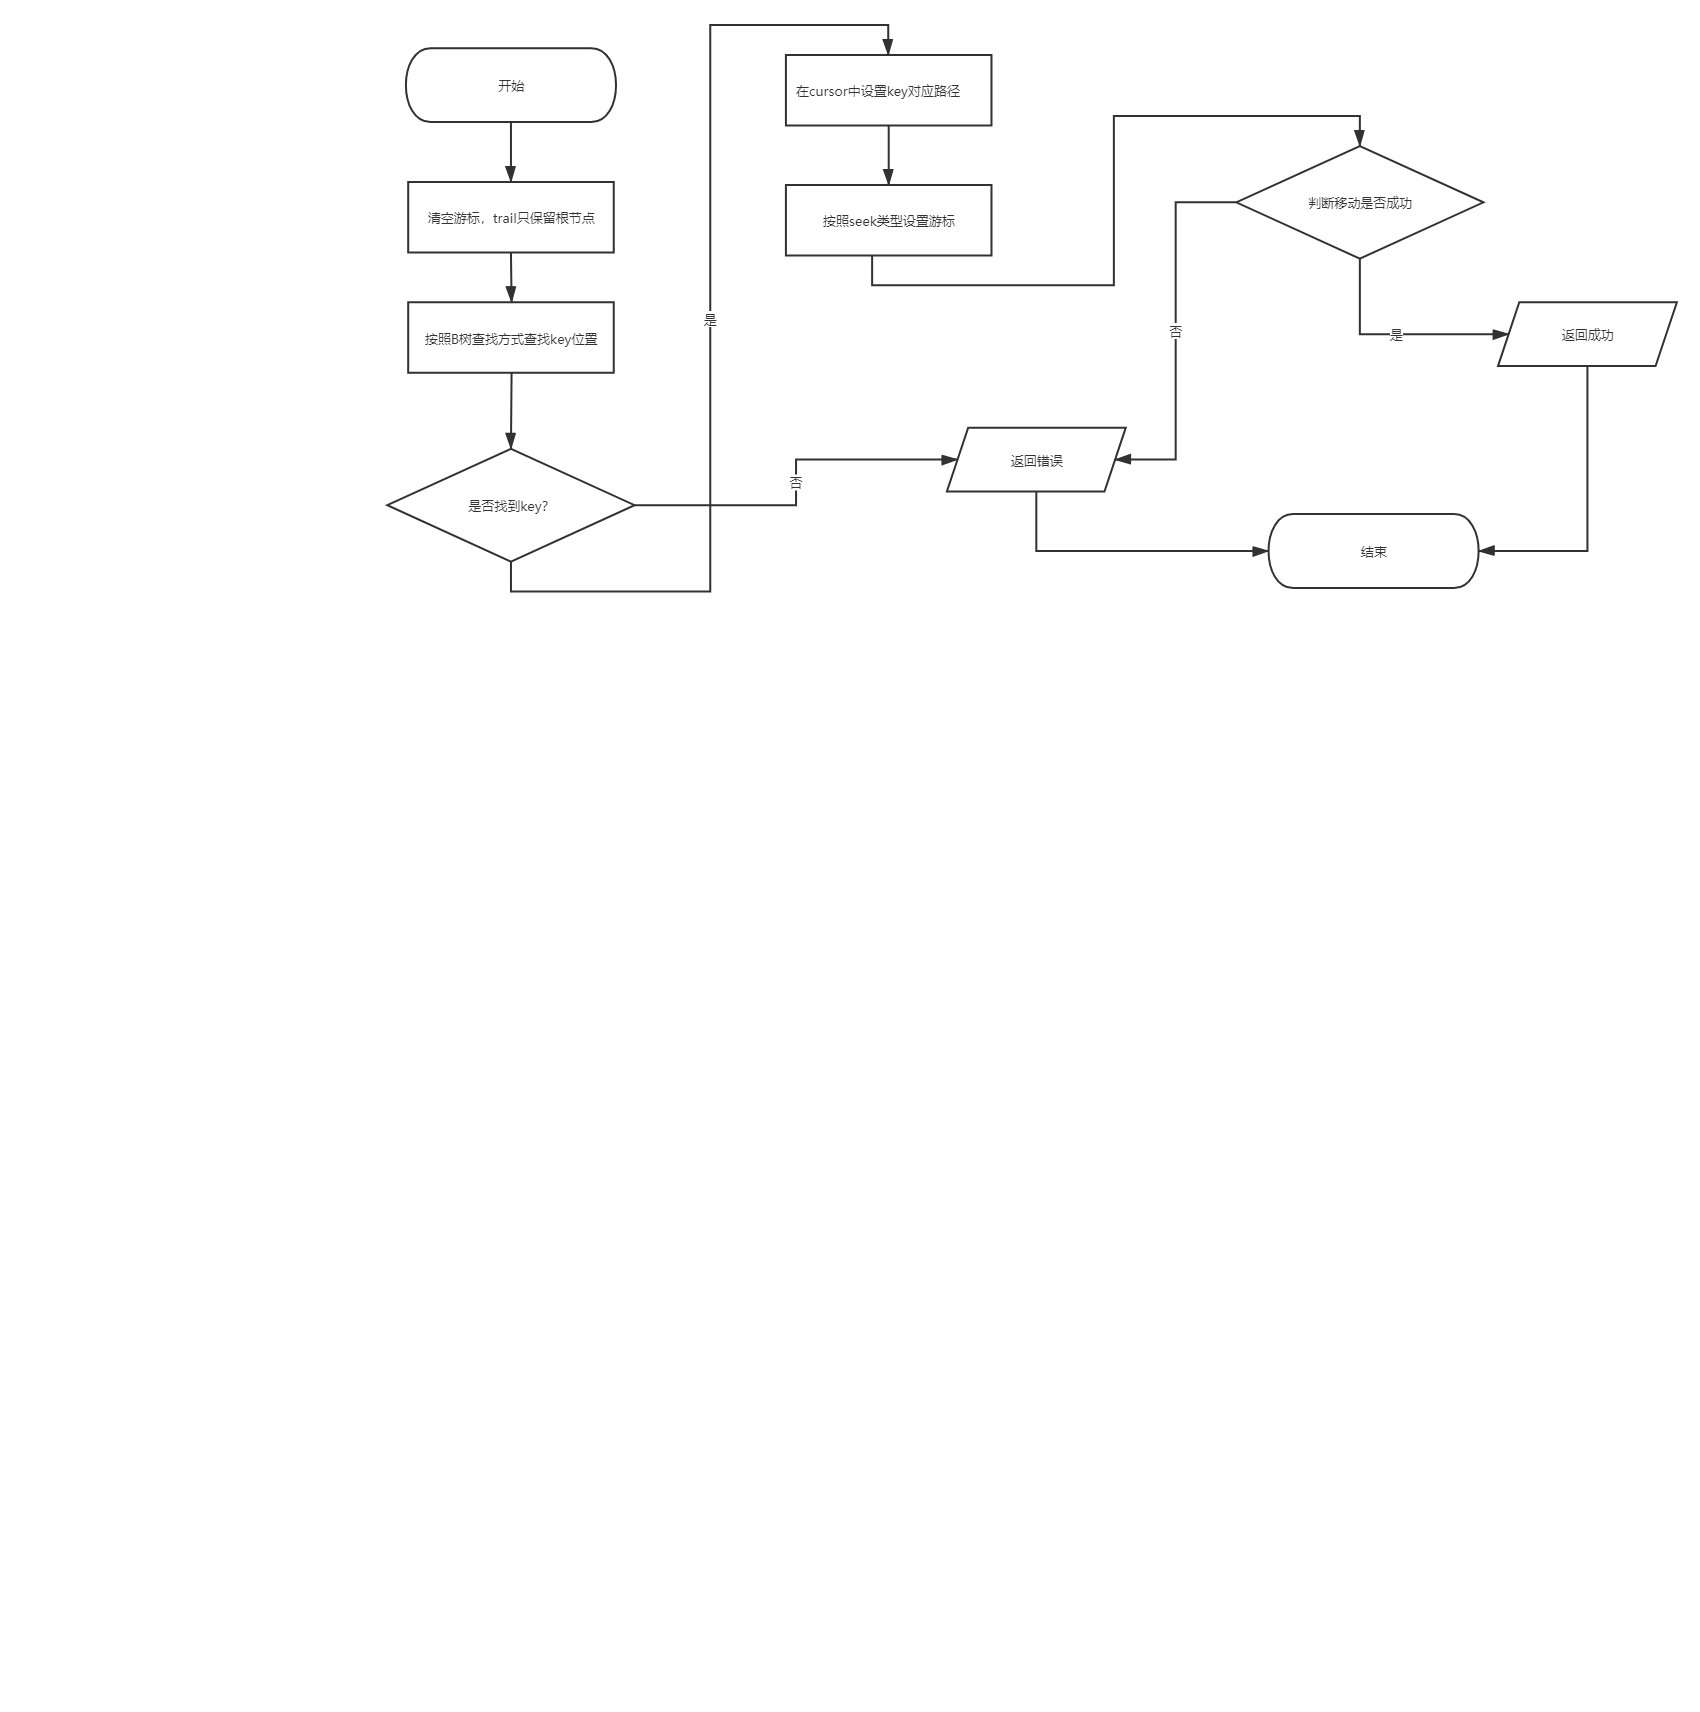 开始
清空游标，trail只保留根节点
按照B树查找方式查找key位置
是否找到key?
是
否
在cursor中设置key对应路径
按照seek类型设置游标
判断移动是否成功
否
是
返回成功
返回错误
结束